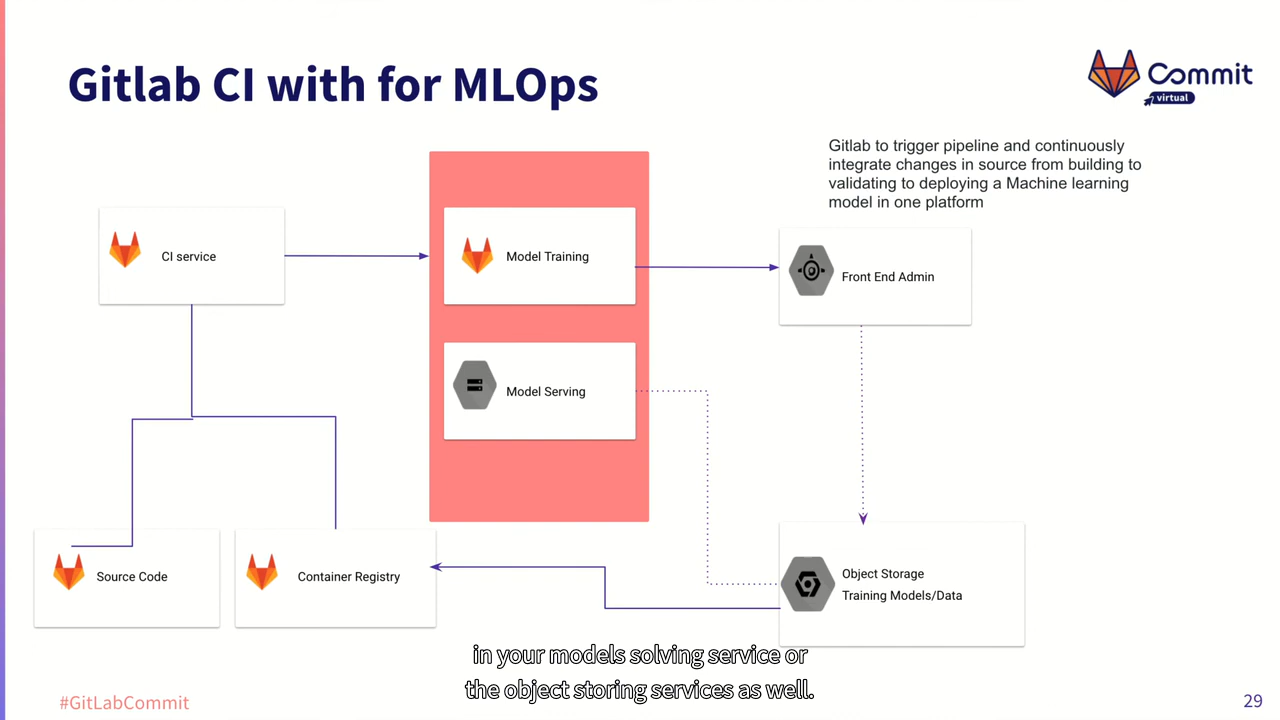 Gitlab CI with for MLOps
Commit
virtual
Gitlab to trigger pipeline and continuously
integrate changes in source from building to
validating to deploying a Machine learning
model in one platform
CI service
Model Training
Front End Admin
Model Serving
Source Code
Container Registry
Object Storage
Training Models/Data
in your models solving service or
the object storing services as well.
#GitLabCommit
29